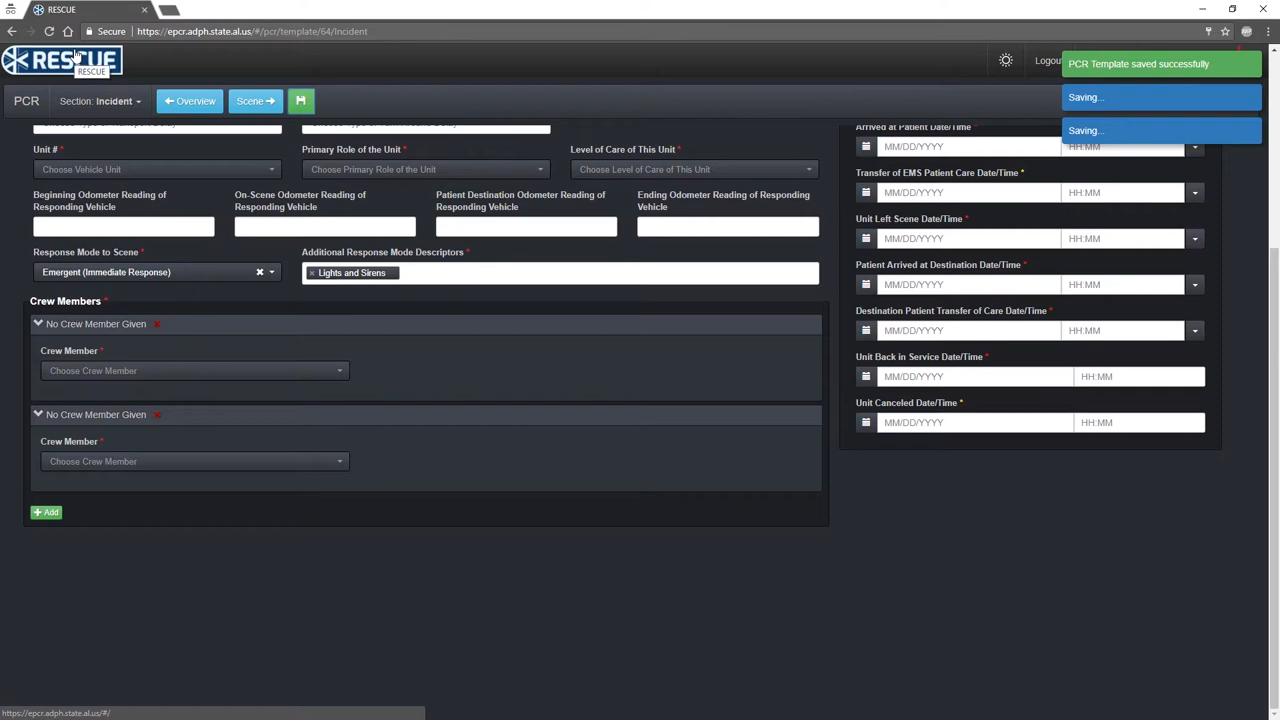 RESCUE
Secure https://epcr.adph.state.al.us/#/pcr/template/64/Incident
RESCUE
RESCUE
Logout
PCR Template saved successfully
Saving...
Saving...
PCR Section: Incident Overview Scene
Unit # * Primary Role of the Unit * Level of Care of This Unit *
Choose Vehicle Unit Choose Primary Role of the Unit Choose Level of Care of This Unit
Beginning Odometer Reading of Responding Vehicle
On-Scene Odometer Reading of Responding Vehicle
Patient Destination Odometer Reading of Responding Vehicle
Ending Odometer Reading of Responding Vehicle
Response Mode to Scene * Additional Response Mode Descriptors *
Emergent (Immediate Response) × Lights and Sirens
Crew Members *
No Crew Member Given
Crew Member *
Choose Crew Member
No Crew Member Given
Crew Member *
Choose Crew Member
+ Add
Arrived at Patient Date/Time *
MM/DD/YYYY HH:MM
Transfer of EMS Patient Care Date/Time *
MM/DD/YYYY HH:MM
Unit Left Scene Date/Time *
MM/DD/YYYY HH:MM
Patient Arrived at Destination Date/Time *
MM/DD/YYYY HH:MM
Destination Patient Transfer of Care Date/Time *
MM/DD/YYYY HH:MM
Unit Back in Service Date/Time *
MM/DD/YYYY HH:MM
Unit Canceled Date/Time *
MM/DD/YYYY HH:MM
https://epcr.adph.state.al.us/#/